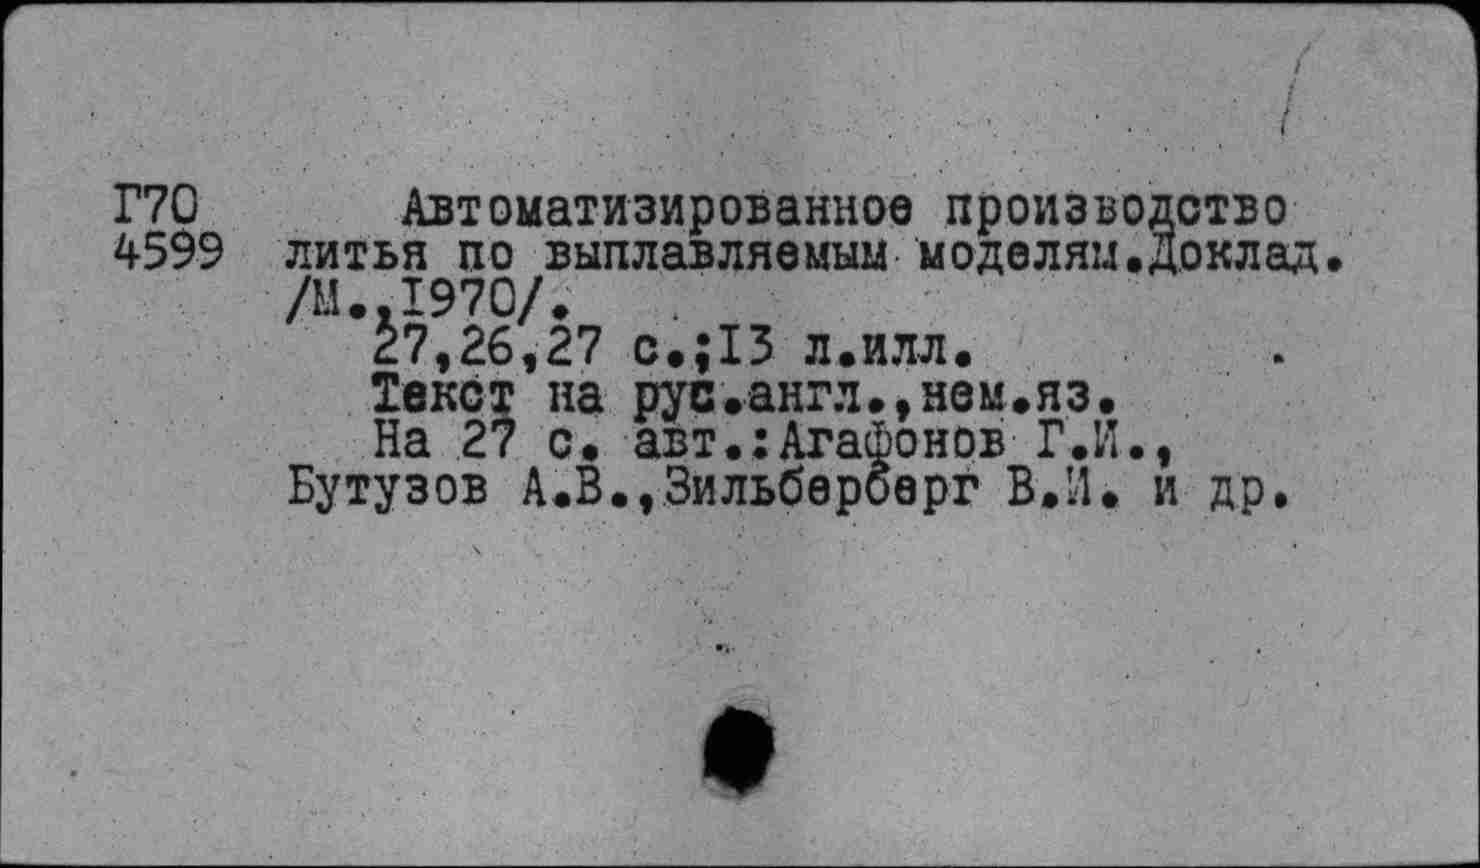 Г70 Автоматизированное производство
4599 литья по выплавляемым моделям.Доклад.
/М.,1970/.
27,26,27 с.;13 л.илл.
Текст на рус.англ.,нем.яз.
На 27 с. авт.:Агафонов Г.И.,
Бутузов А.В.,Зильберберг В.И. и др.